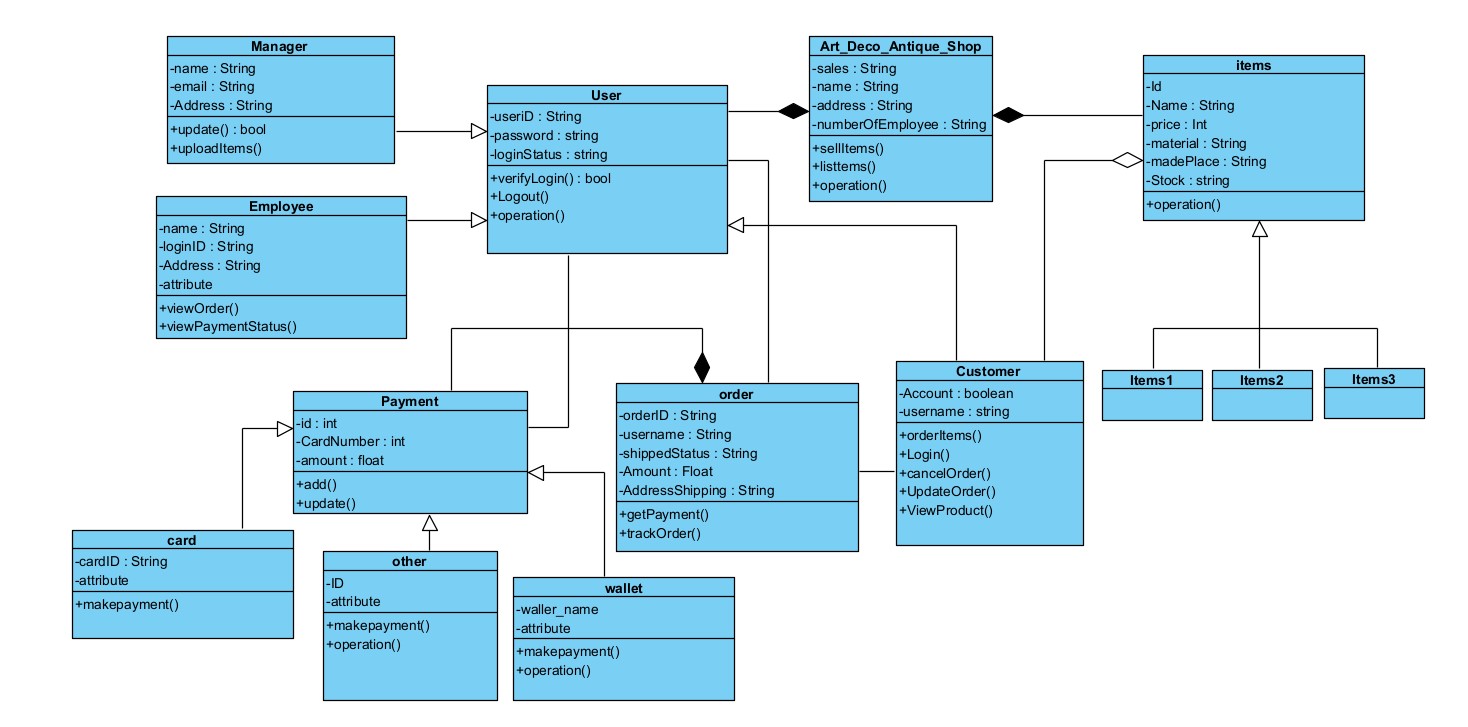 Manager
-name : String
-email : String
-Address : String
+update() : bool
+uploadItems()
Employee
-name : String
-loginID : String
-Address : String
-attribute
+viewOrder()
+viewPaymentStatus()
User
-useriD : String
-password : string
-loginStatus : string
+verifyLogin() : bool
+Logout()
+operation()
Art_Deco_Antique_Shop
-sales : String
-name : String
-address : String
-numberOfEmployee : String
+sellItems()
+listtems()
+operation()
items
-Id
-Name : String
-price : Int
-material : String
-madePlace : String
-Stock : string
+operation()
Items1
Items2
Items3
Payment
-id : int
-CardNumber : int
-amount : float
+add()
+update()
order
-orderID : String
-username : String
-shippedStatus : String
-Amount : Float
-AddressShipping : String
+getPayment()
+trackOrder()
Customer
-Account : boolean
-username : string
+orderItems()
+Login()
+cancelOrder()
+UpdateOrder()
+ViewProduct()
card
-cardID : String
-attribute
+makepayment()
other
-ID
-attribute
+makepayment()
+operation()
wallet
-waller_name
-attribute
+makepayment()
+operation()